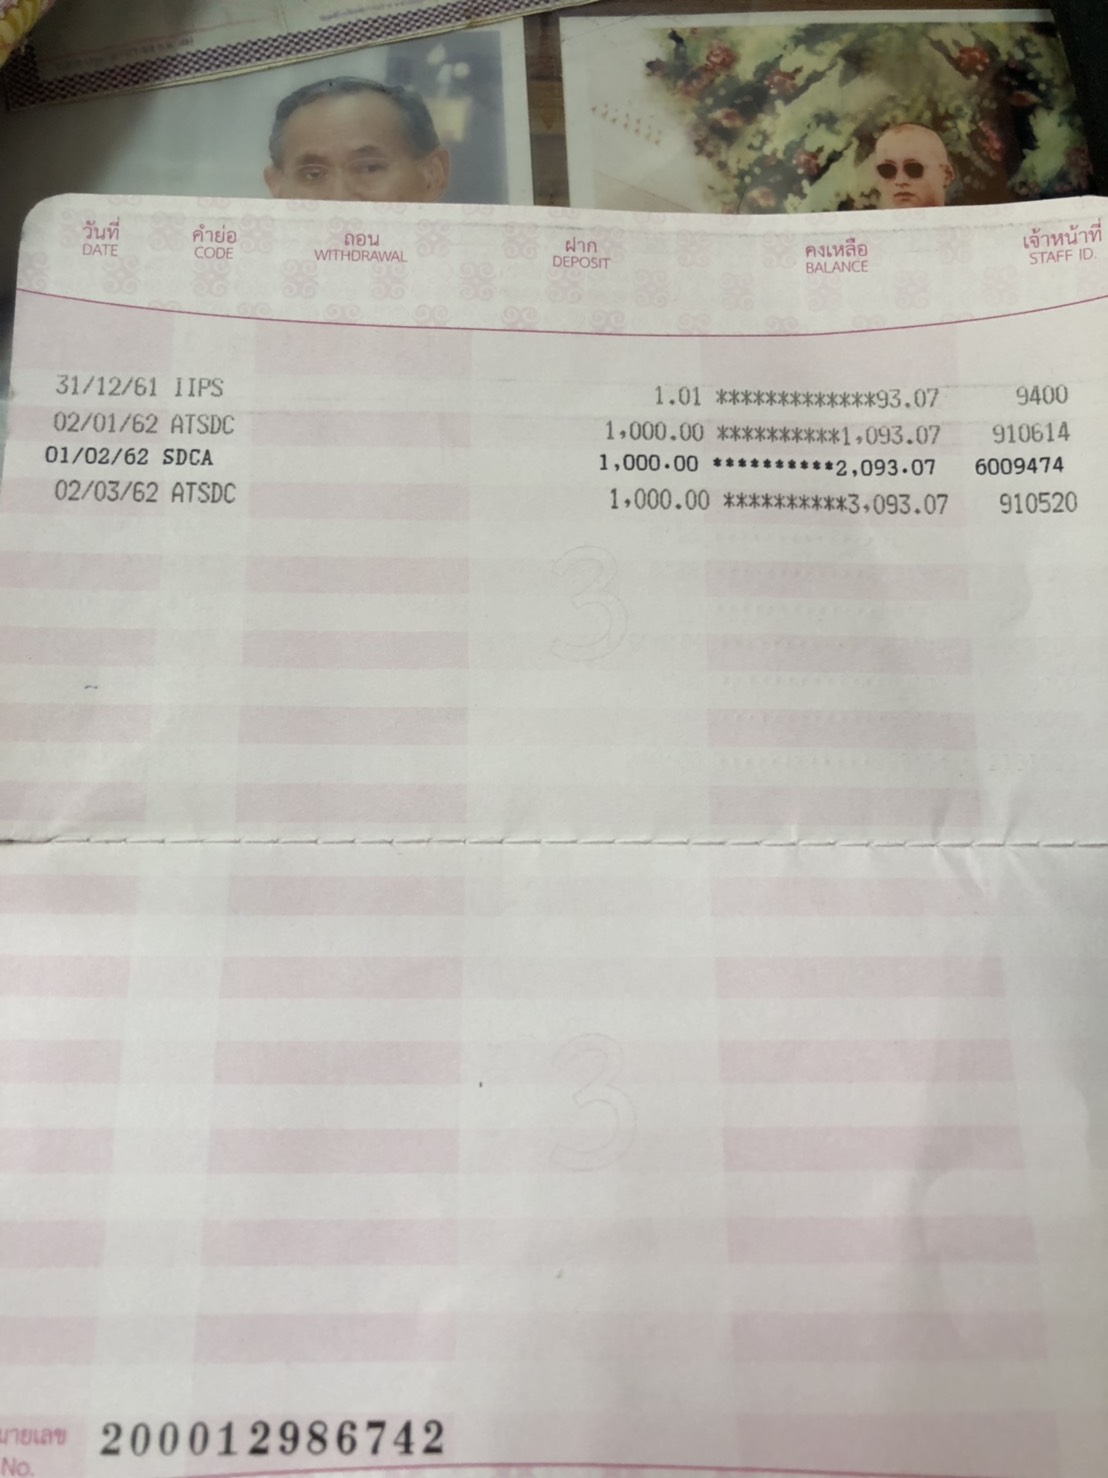 วันที่ คำย่อ ถอน ฝาก คงเหลือ เจ้าหน้าที่
DATE CODE WITHDRAWAL DEPOSIT BALANCE STAFF ID.
31/12/61 IIPS 1.01 *************93.07 9400
02/01/62 ATSDC 1,000.00 **********1,093.07 910614
01/02/62 SDCA 1,000.00 **********2,093.07 6009474
02/03/62 ATSDC 1,000.00 **********3,093.07 910520
3
3
200012986742
No.